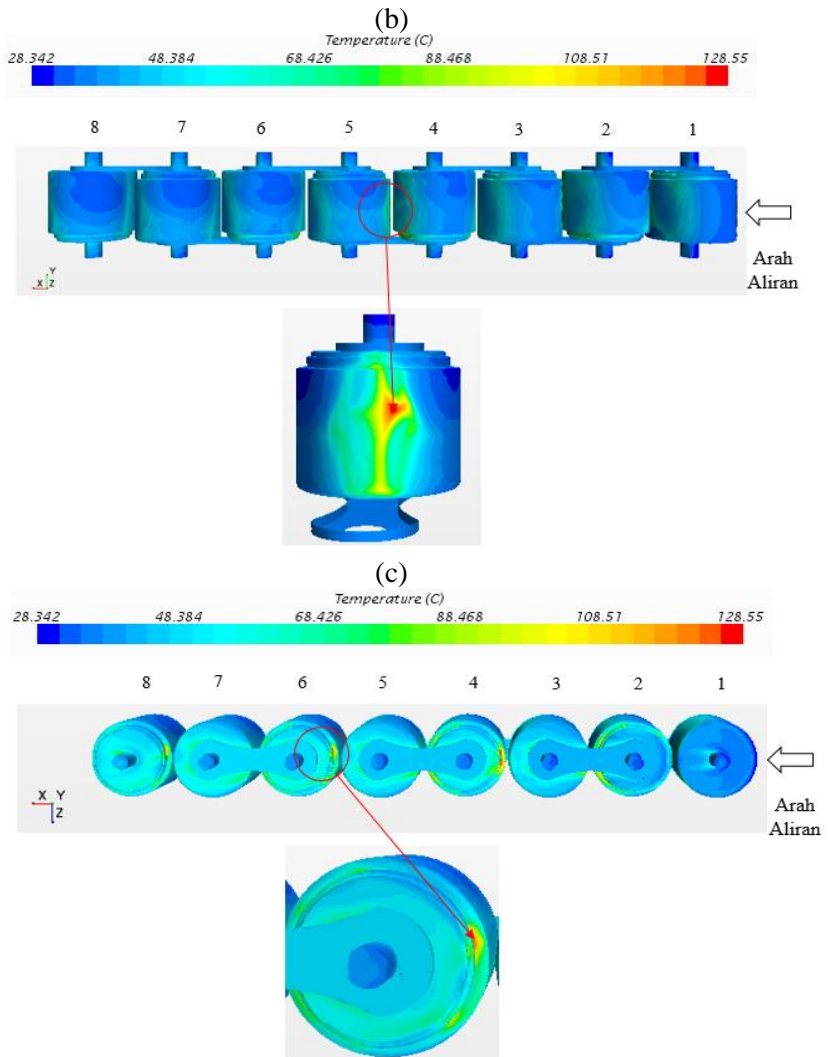 (b)
Temperature (C)
28.342 48.384 68.426 88.468 108.51 128.55
8 7 6 5 4 3 2 1
Arah
Aliran
Y
X Z
(c)
Temperature (C)
28.342 48.384 68.426 88.468 108.51 128.55
8 7 6 5 4 3 2 1
X Y
Z
Arah
Aliran